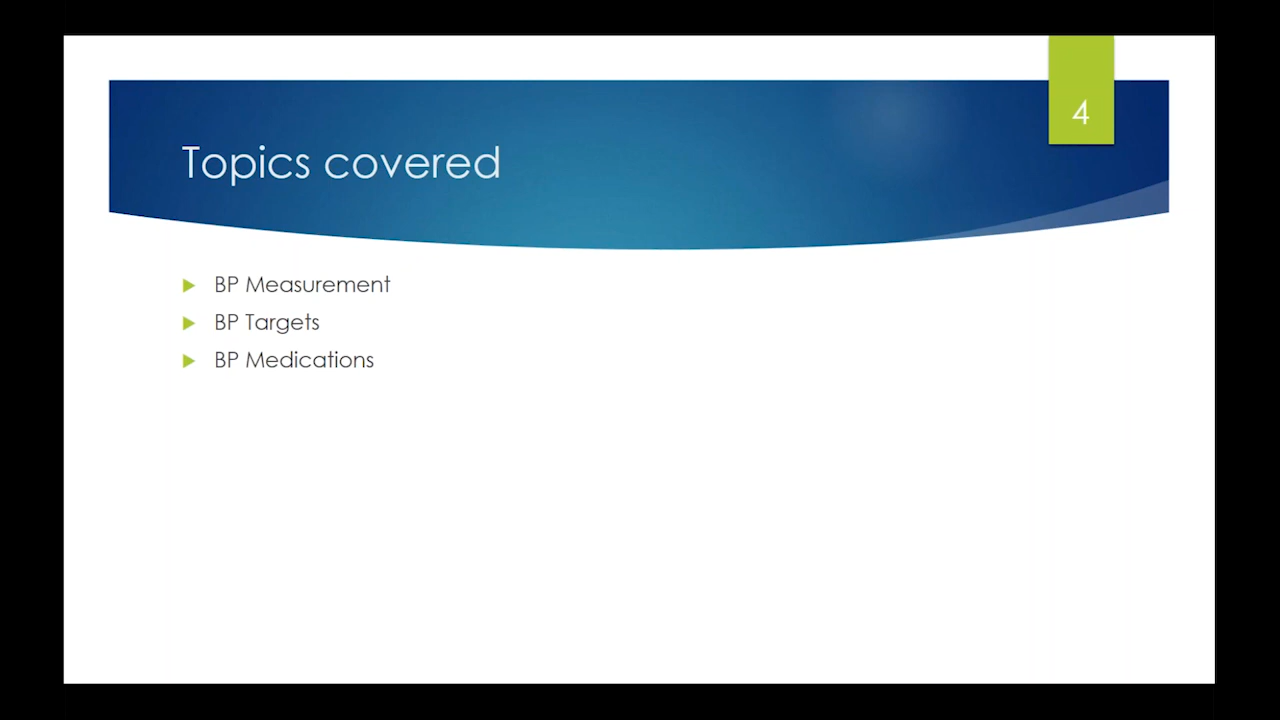 4
Topics covered
BP Measurement
BP Targets
BP Medications